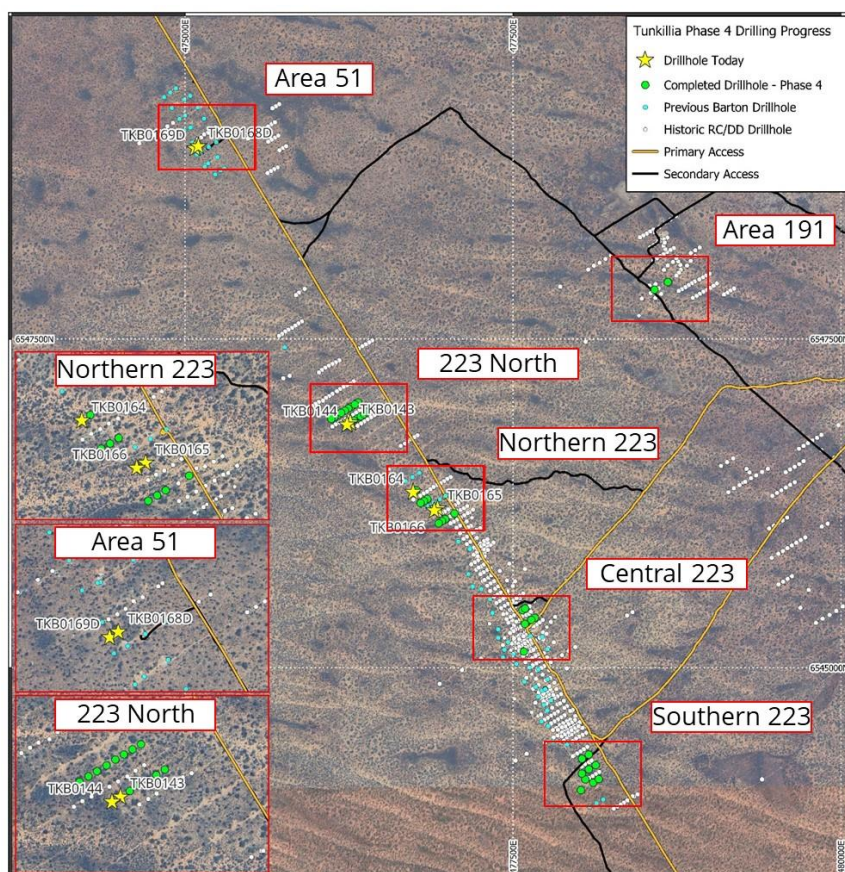 Tunkillia Phase 4 Drilling Progress
Drillhole Today
Completed Drillhole - Phase 4
Previous Barton Drillhole
Historic RC/DD Drillhole
Primary Access
Secondary Access
475000E
477500E
Area 51
TKB0169D
TKB0168D
Area 191
6547500N
223 North
TKB0144
TKB0143
Northern 223
TKB0164
TKB0165
TKB0166
Central 223
6545000N
Southern 223
477500E
480000E
Northern 223
TKB0164
TKB0166
TKB0165
Area 51
TKB0169D
TKB0168D
223 North
TKB0144
TKB0143